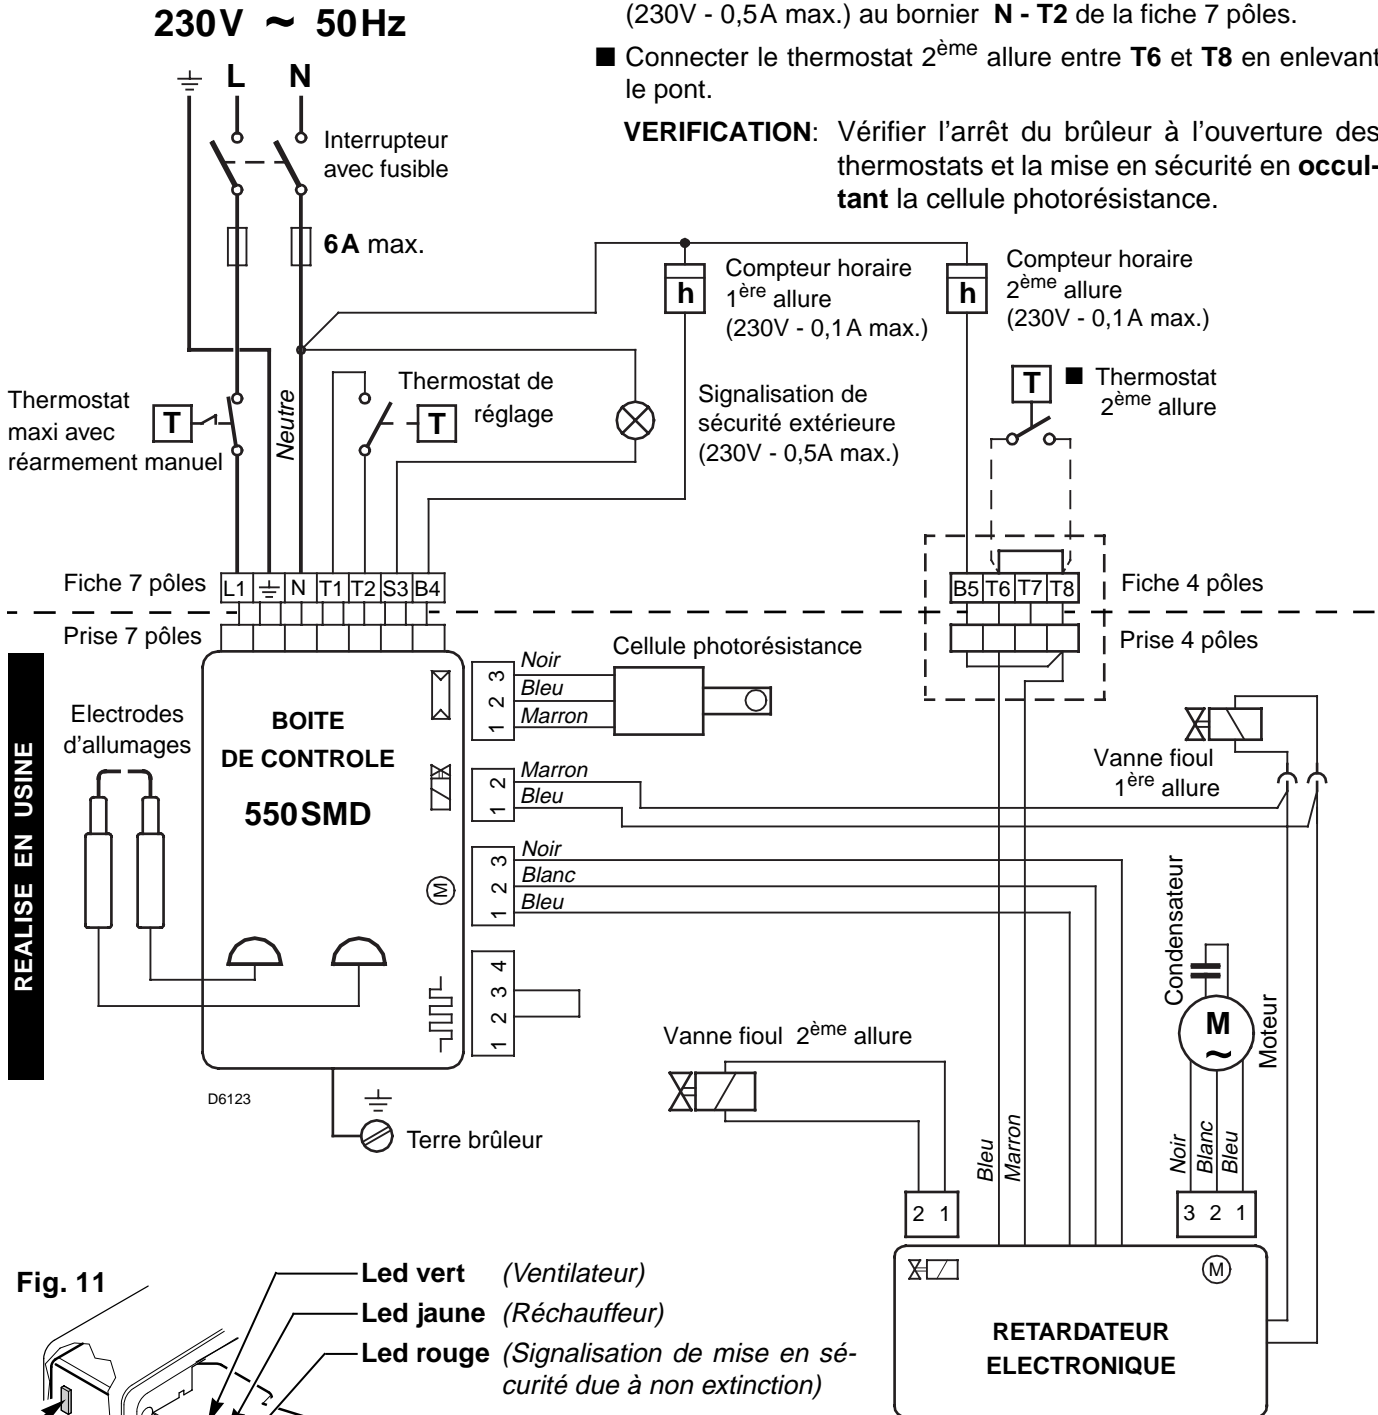 230V ~ 50Hz
(230V - 0,5A max.) au bornier N - T2 de la fiche 7 pôles.
■ Connecter le thermostat 2ème allure entre T6 et T8 en enlevant
le pont.
VERIFICATION: Vérifier l'arrêt du brûleur à l'ouverture des
thermostats et la mise en sécurité en occul-
tant la cellule photorésistance.
L N
Interrupteur
avec fusible
6A max.
h
Compteur horaire
1ère allure
(230V - 0,1A max.)
h
Compteur horaire
2ème allure
(230V - 0,1A max.)
Thermostat
maxi avec
réarmement manuel
T
Neutre
Thermostat de
réglage
T
Signalisation de
sécurité extérieure
(230V - 0,5A max.)
T
■ Thermostat
2ème allure
Fiche 7 pôles
L1 N T1 T2 S3 B4
B5 T6 T7 T8
Fiche 4 pôles
Prise 7 pôles
Prise 4 pôles
REALISE EN USINE
Electrodes
d'allumages
BOITE
DE CONTROLE
550SMD
3 2 1
Noir
Bleu
Marron
Cellule photorésistance
2 1
Marron
Bleu
Vanne fioul
1ère allure
M
3 2 1
Noir
Blanc
Bleu
4 3 2 1
Condensateur
M
~
Moteur
Vanne fioul 2ème allure
D6123
Terre brûleur
Bleu
Marron
Noir
Blanc
Bleu
2 1
3 2 1
M
RETARDATEUR
ELECTRONIQUE
Fig. 11
Led vert (Ventilateur)
Led jaune (Réchauffeur)
Led rouge (Signalisation de mise en sé-
curité due à non extinction)